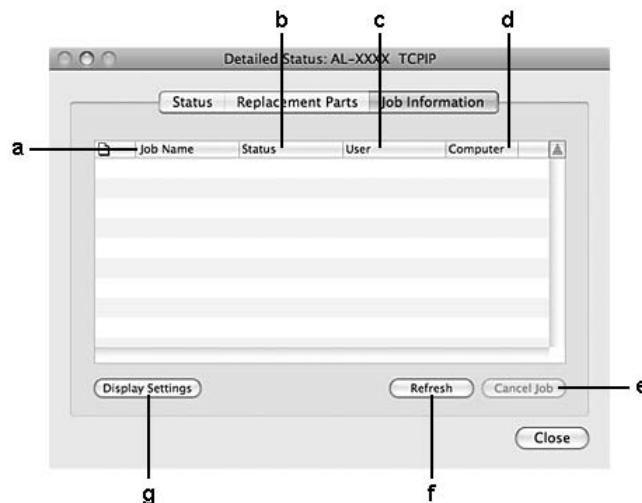 b c d
Detailed Status: AL-XXXX TCPIP
Status Replacement Parts Job Information
a Job Name Status User Computer
Display Settings Refresh Cancel Job e
Close
g f